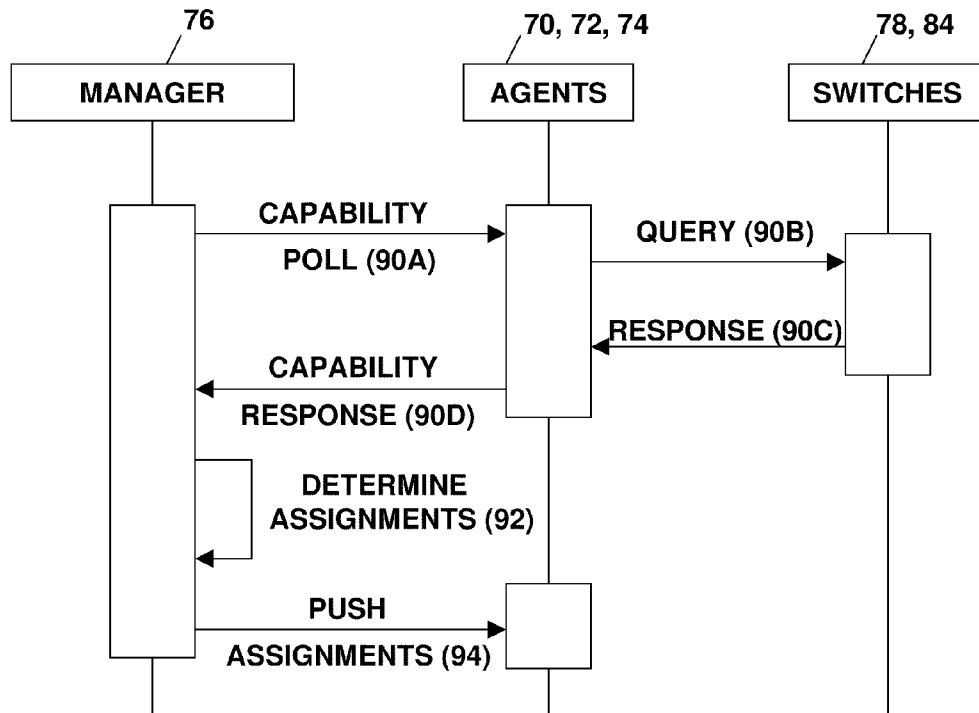 76
70, 72, 74
78, 84
MANAGER
AGENTS
SWITCHES
CAPABILITY
POLL (90A)
QUERY (90B)
RESPONSE (90C)
CAPABILITY
RESPONSE (90D)
DETERMINE
ASSIGNMENTS (92)
PUSH
ASSIGNMENTS (94)